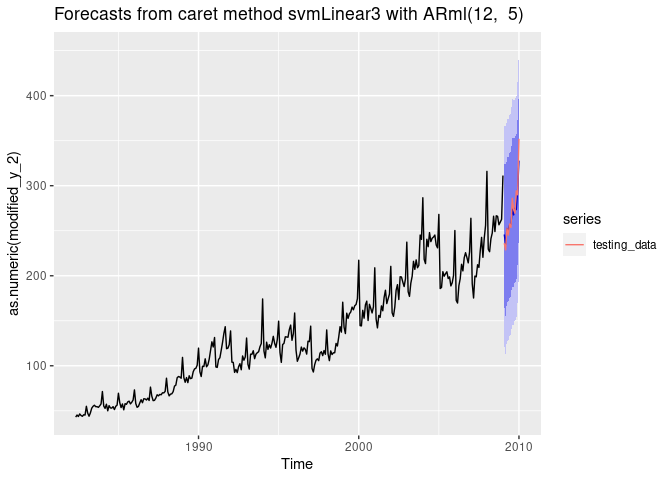 Forecasts from caret method svmLinear3 with ARml(12,  5)
as.numeric(modified_y_2)
400
300
200
100
1990
2000
2010
Time
series
testing_data